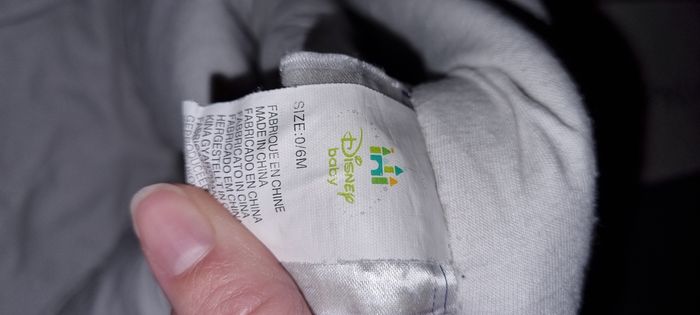 Disney
baby
SIZE:0/6M
FABRIQUE EN CHINE
MADE IN CHINA
FABRICADO EN CHINA
FABBRICATO IN CINA
FABRICADO EM CHINA
HERGESTELLT IN